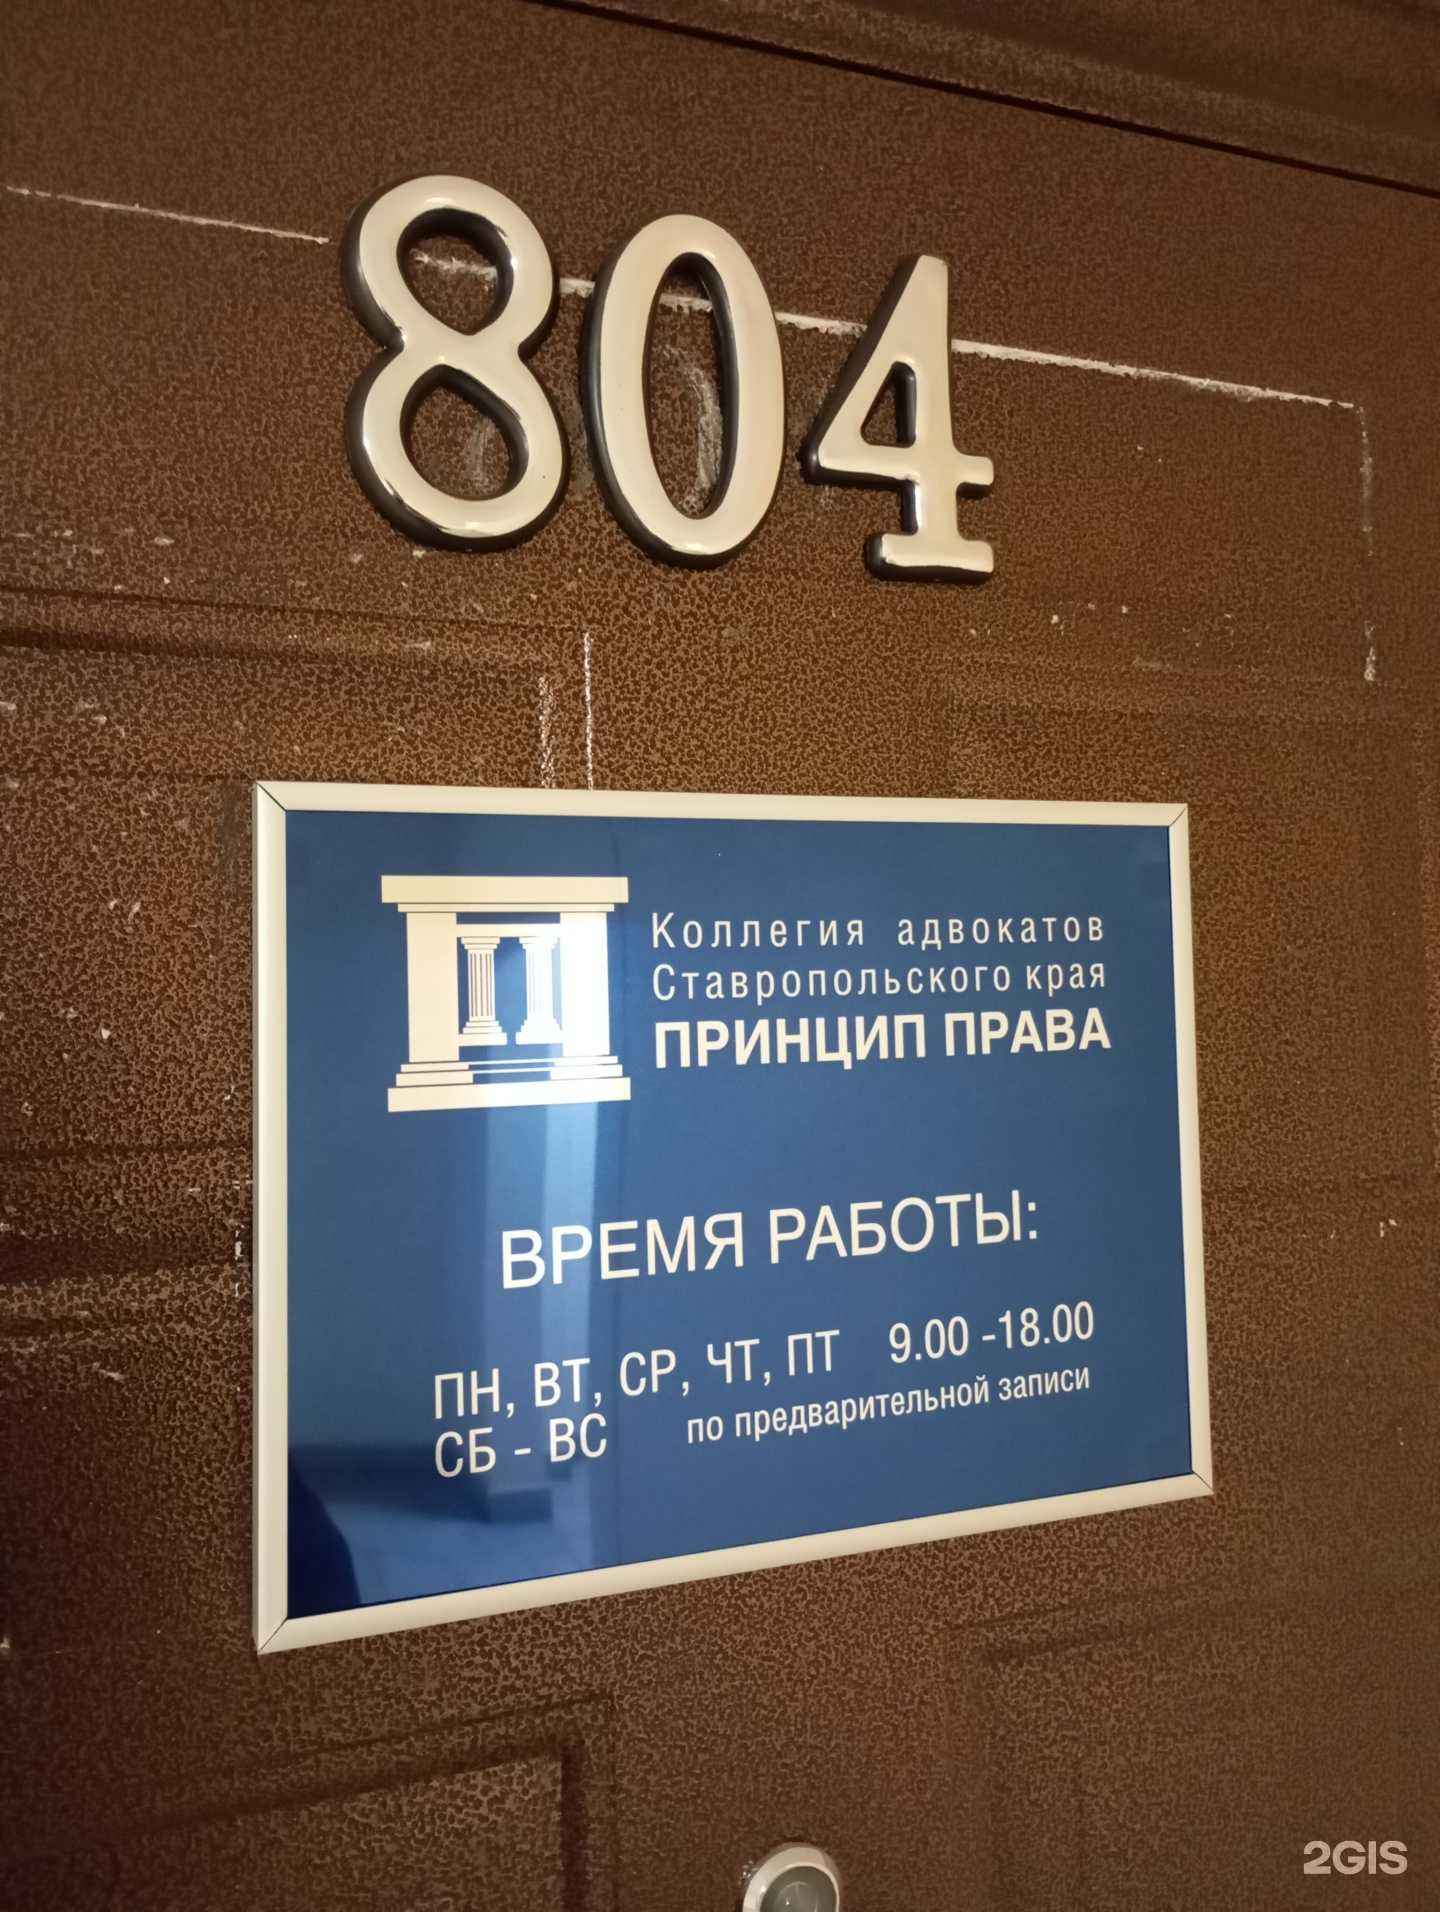 804
Коллегия адвокатов
Ставропольского края
ПРИНЦИП ПРАВА
ВРЕМЯ РАБОТЫ:
ПН, ВТ, СР, ЧТ, ПТ 9.00 -18.00
СБ - ВС по предварительной записи
2GIS